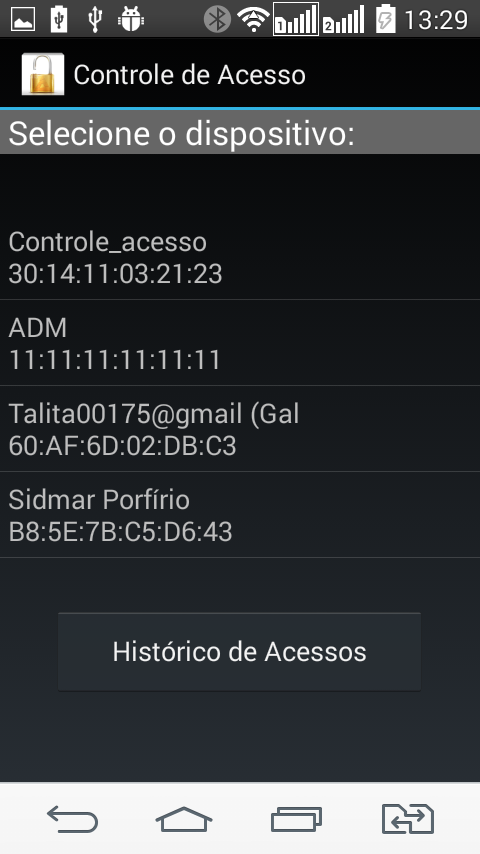 13:29
Controle de Acesso
Selecione o dispositivo:
Controle_acesso
30:14:11:03:21:23
ADM
11:11:11:11:11:11
Talita00175@gmail (Gal
60:AF:6D:02:DB:C3
Sidmar Porfírio
B8:5E:7B:C5:D6:43
Histórico de Acessos